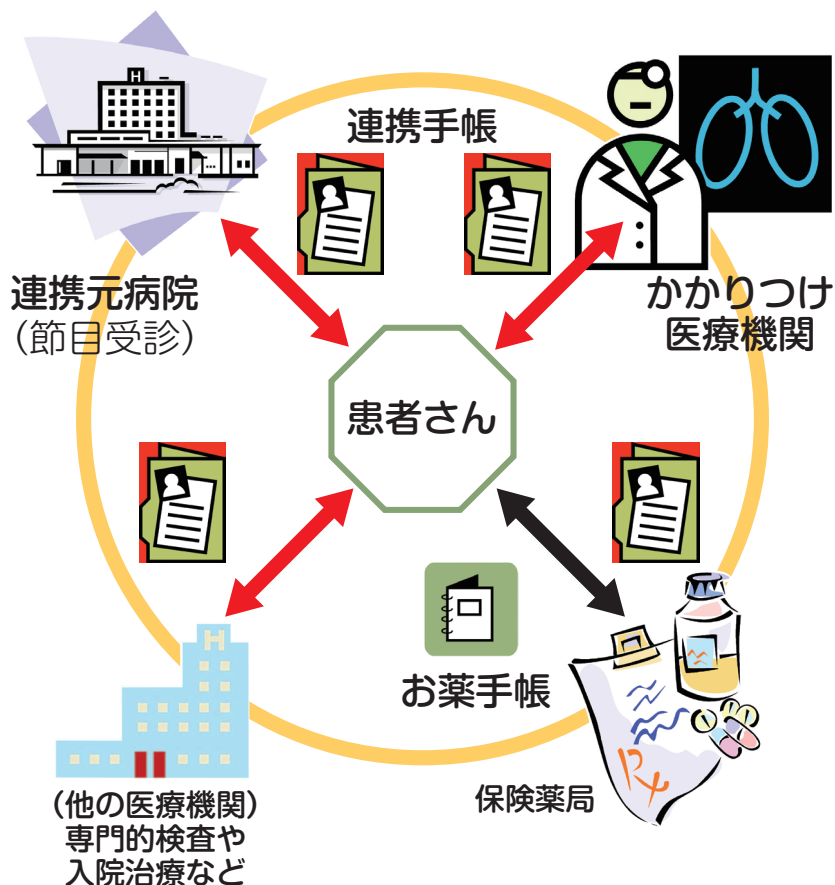 連携手帳
連携元病院
（節目受診）
かかりつけ
医療機関
患者さん
お薬手帳
（他の医療機関）
専門的検査や
入院治療など
保険薬局
H
H
Rx